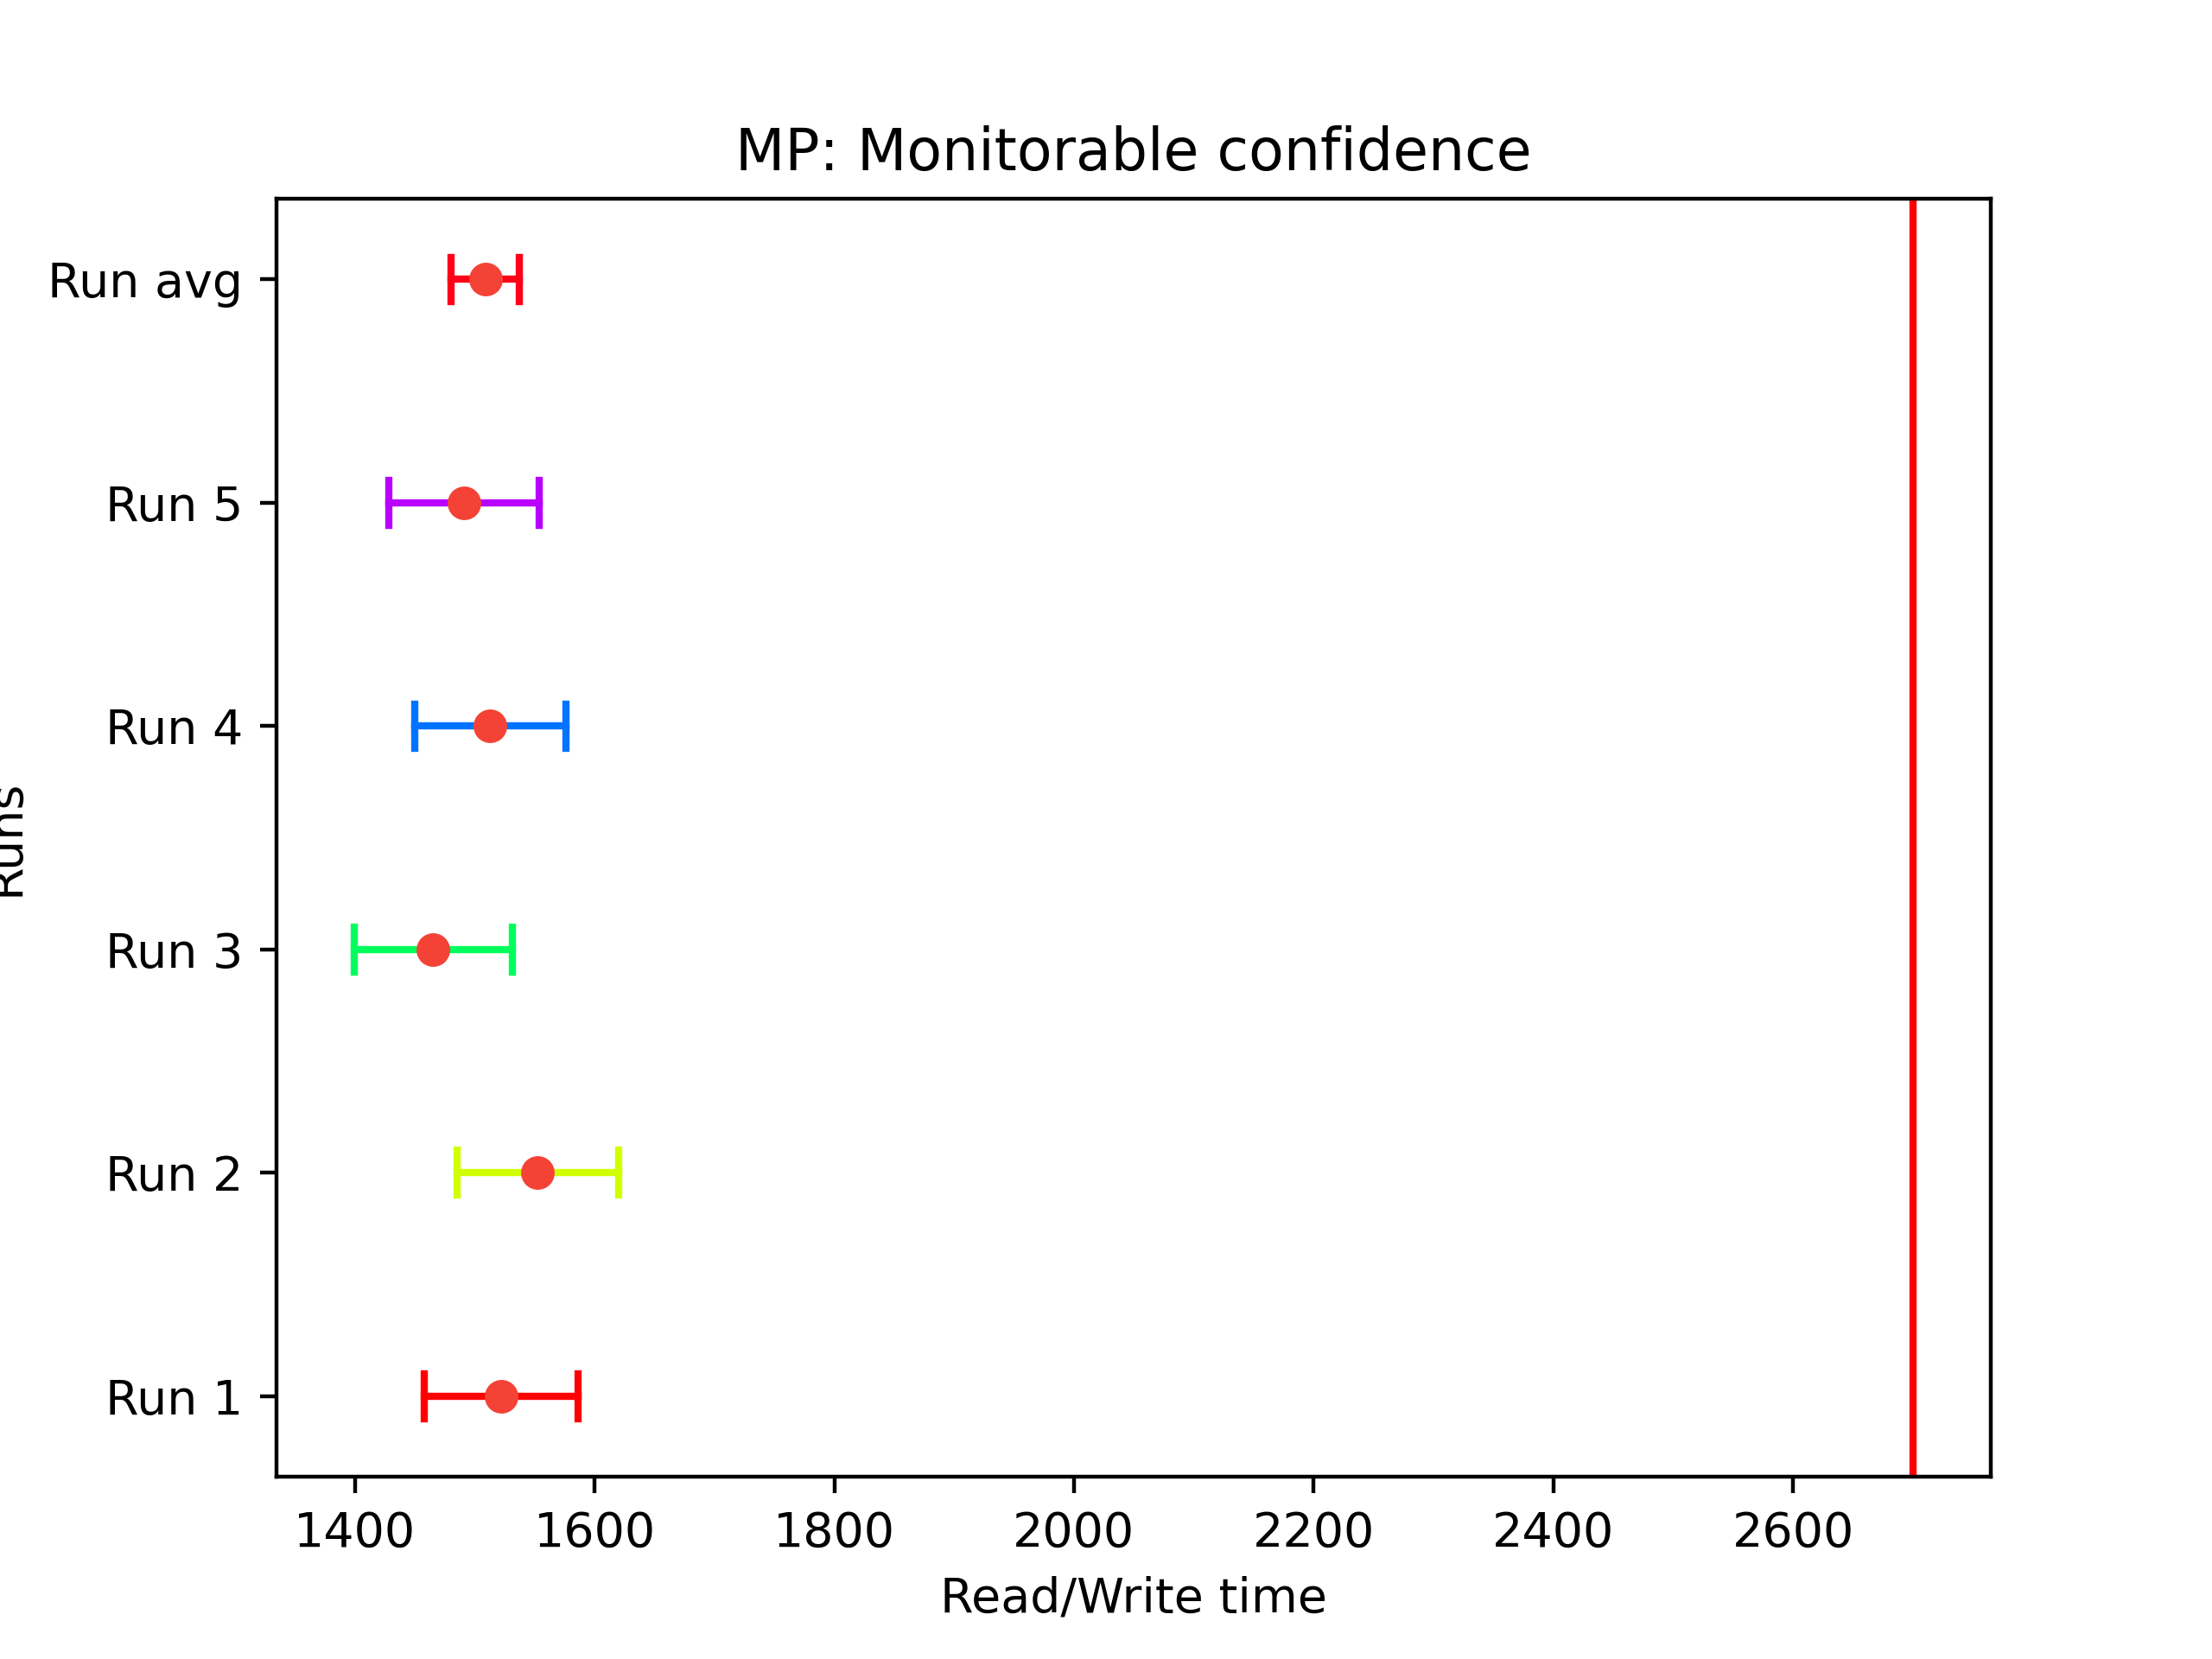 MP: Monitorable confidence
Run avg
Run 5
Run 4
Runs
Run 3
Run 2
Run 1
1400 1600 1800 2000 2200 2400 2600
Read/Write time